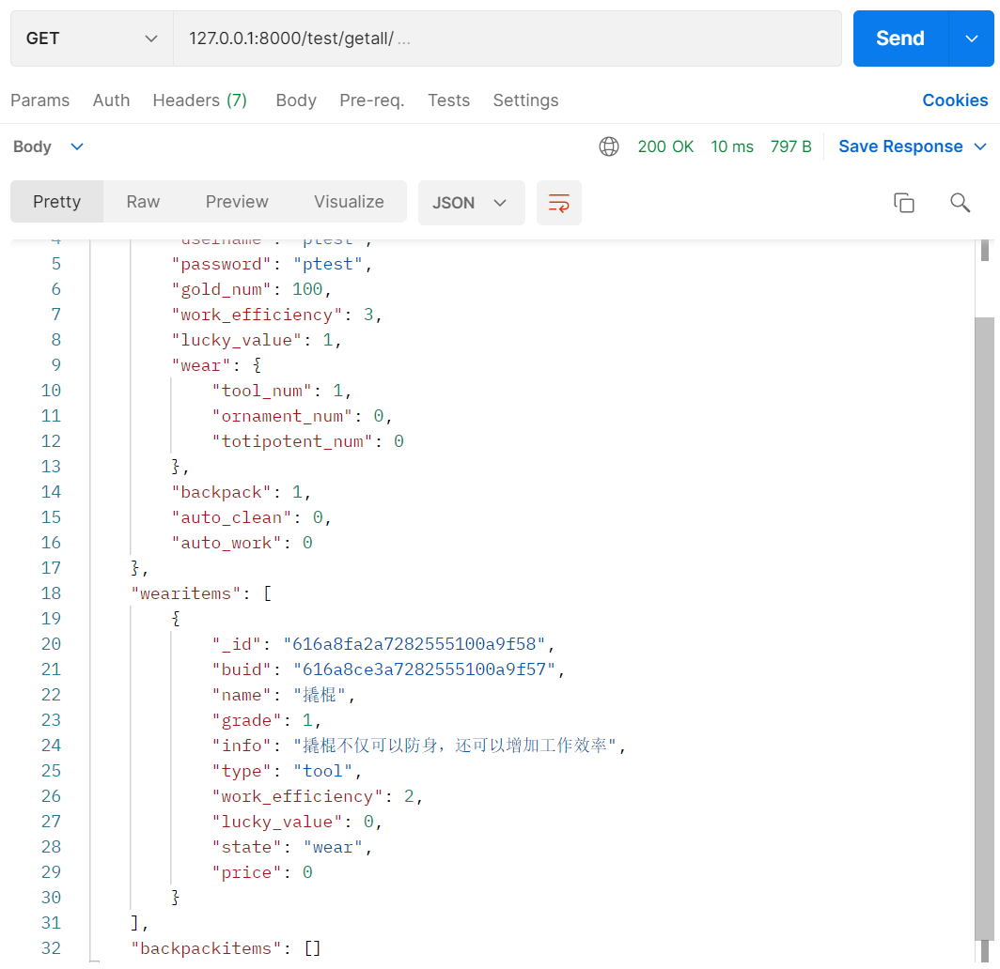 GET 127.0.0.1:8000/test/getall/ ... Send
Params Auth Headers (7) Body Pre-req. Tests Settings Cookies
Body 200 OK 10 ms 797 B Save Response
Pretty Raw Preview Visualize JSON
4 "username": "ptest",
5 "password": "ptest",
6 "gold_num": 100,
7 "work_efficiency": 3,
8 "lucky_value": 1,
9 "wear": {
10 "tool_num": 1,
11 "ornament_num": 0,
12 "totipotent_num": 0
13 },
14 "backpack": 1,
15 "auto_clean": 0,
16 "auto_work": 0
17 },
18 "wearitems": [
19 {
20 "_id": "616a8fa2a7282555100a9f58",
21 "buid": "616a8ce3a7282555100a9f57",
22 "name": "撬棍",
23 "grade": 1,
24 "info": "撬棍不仅可以防身，还可以增加工作效率",
25 "type": "tool",
26 "work_efficiency": 2,
27 "lucky_value": 0,
28 "state": "wear",
29 "price": 0
30 }
31 ],
32 "backpackitems": []